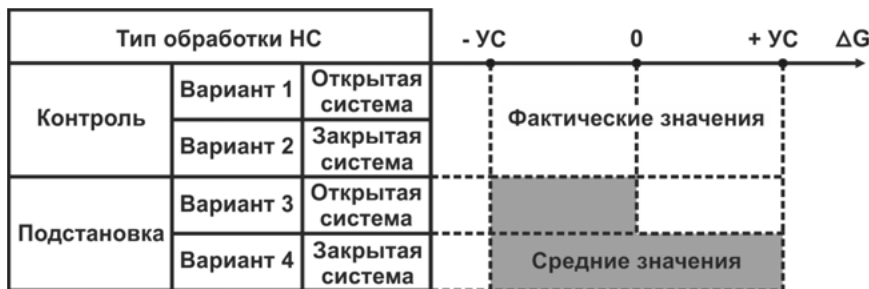 Тип обработки НС - УС 0 + УС ΔG
Контроль Вариант 1 Открытая система
Вариант 2 Закрытая система
Фактические значения
Подстановка Вариант 3 Открытая система
Вариант 4 Закрытая система
Средние значения